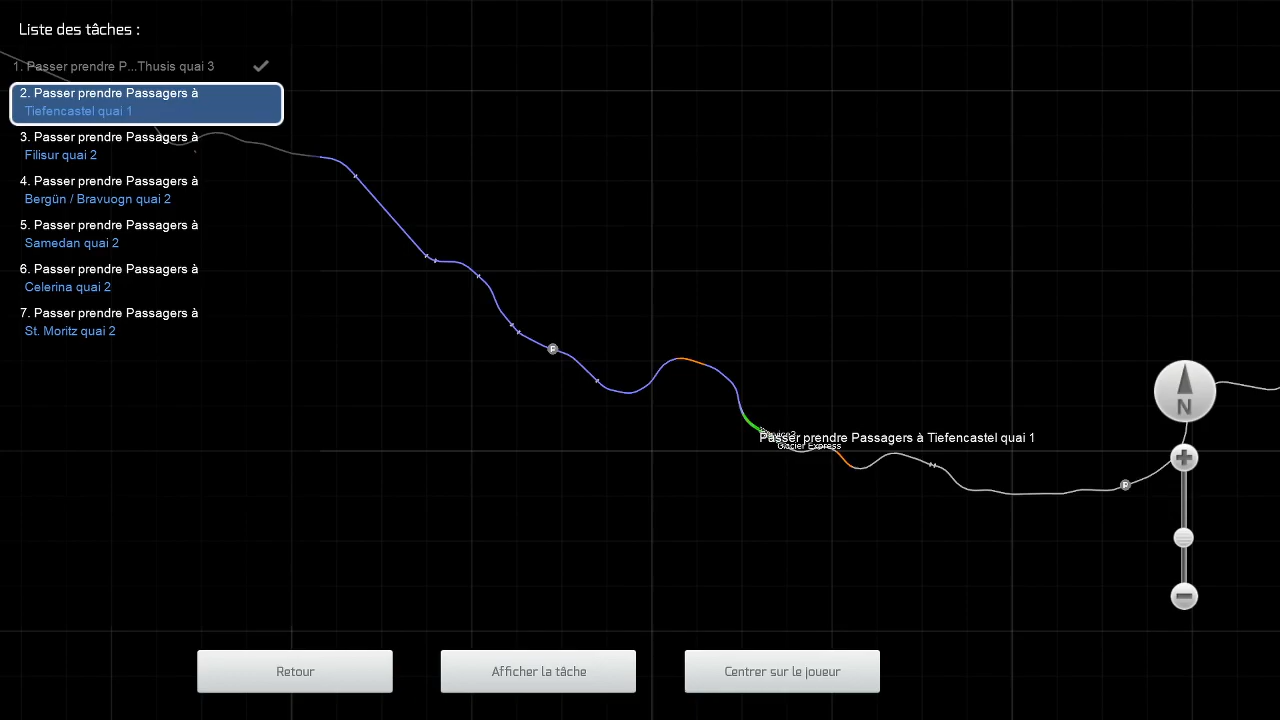 Liste des tâches :
1. Passer prendre P...Thusis quai 3
2. Passer prendre Passagers à
Tiefencastel quai 1
3. Passer prendre Passagers à
Filisur quai 2
4. Passer prendre Passagers à
Bergün / Bravuogn quai 2
5. Passer prendre Passagers à
Samedan quai 2
6. Passer prendre Passagers à
Celerina quai 2
7. Passer prendre Passagers à
St. Moritz quai 2
P
Passer prendre Passagers à Tiefencastel quai 1
Glacier Express
P
N
Retour
Afficher la tâche
Centrer sur le joueur